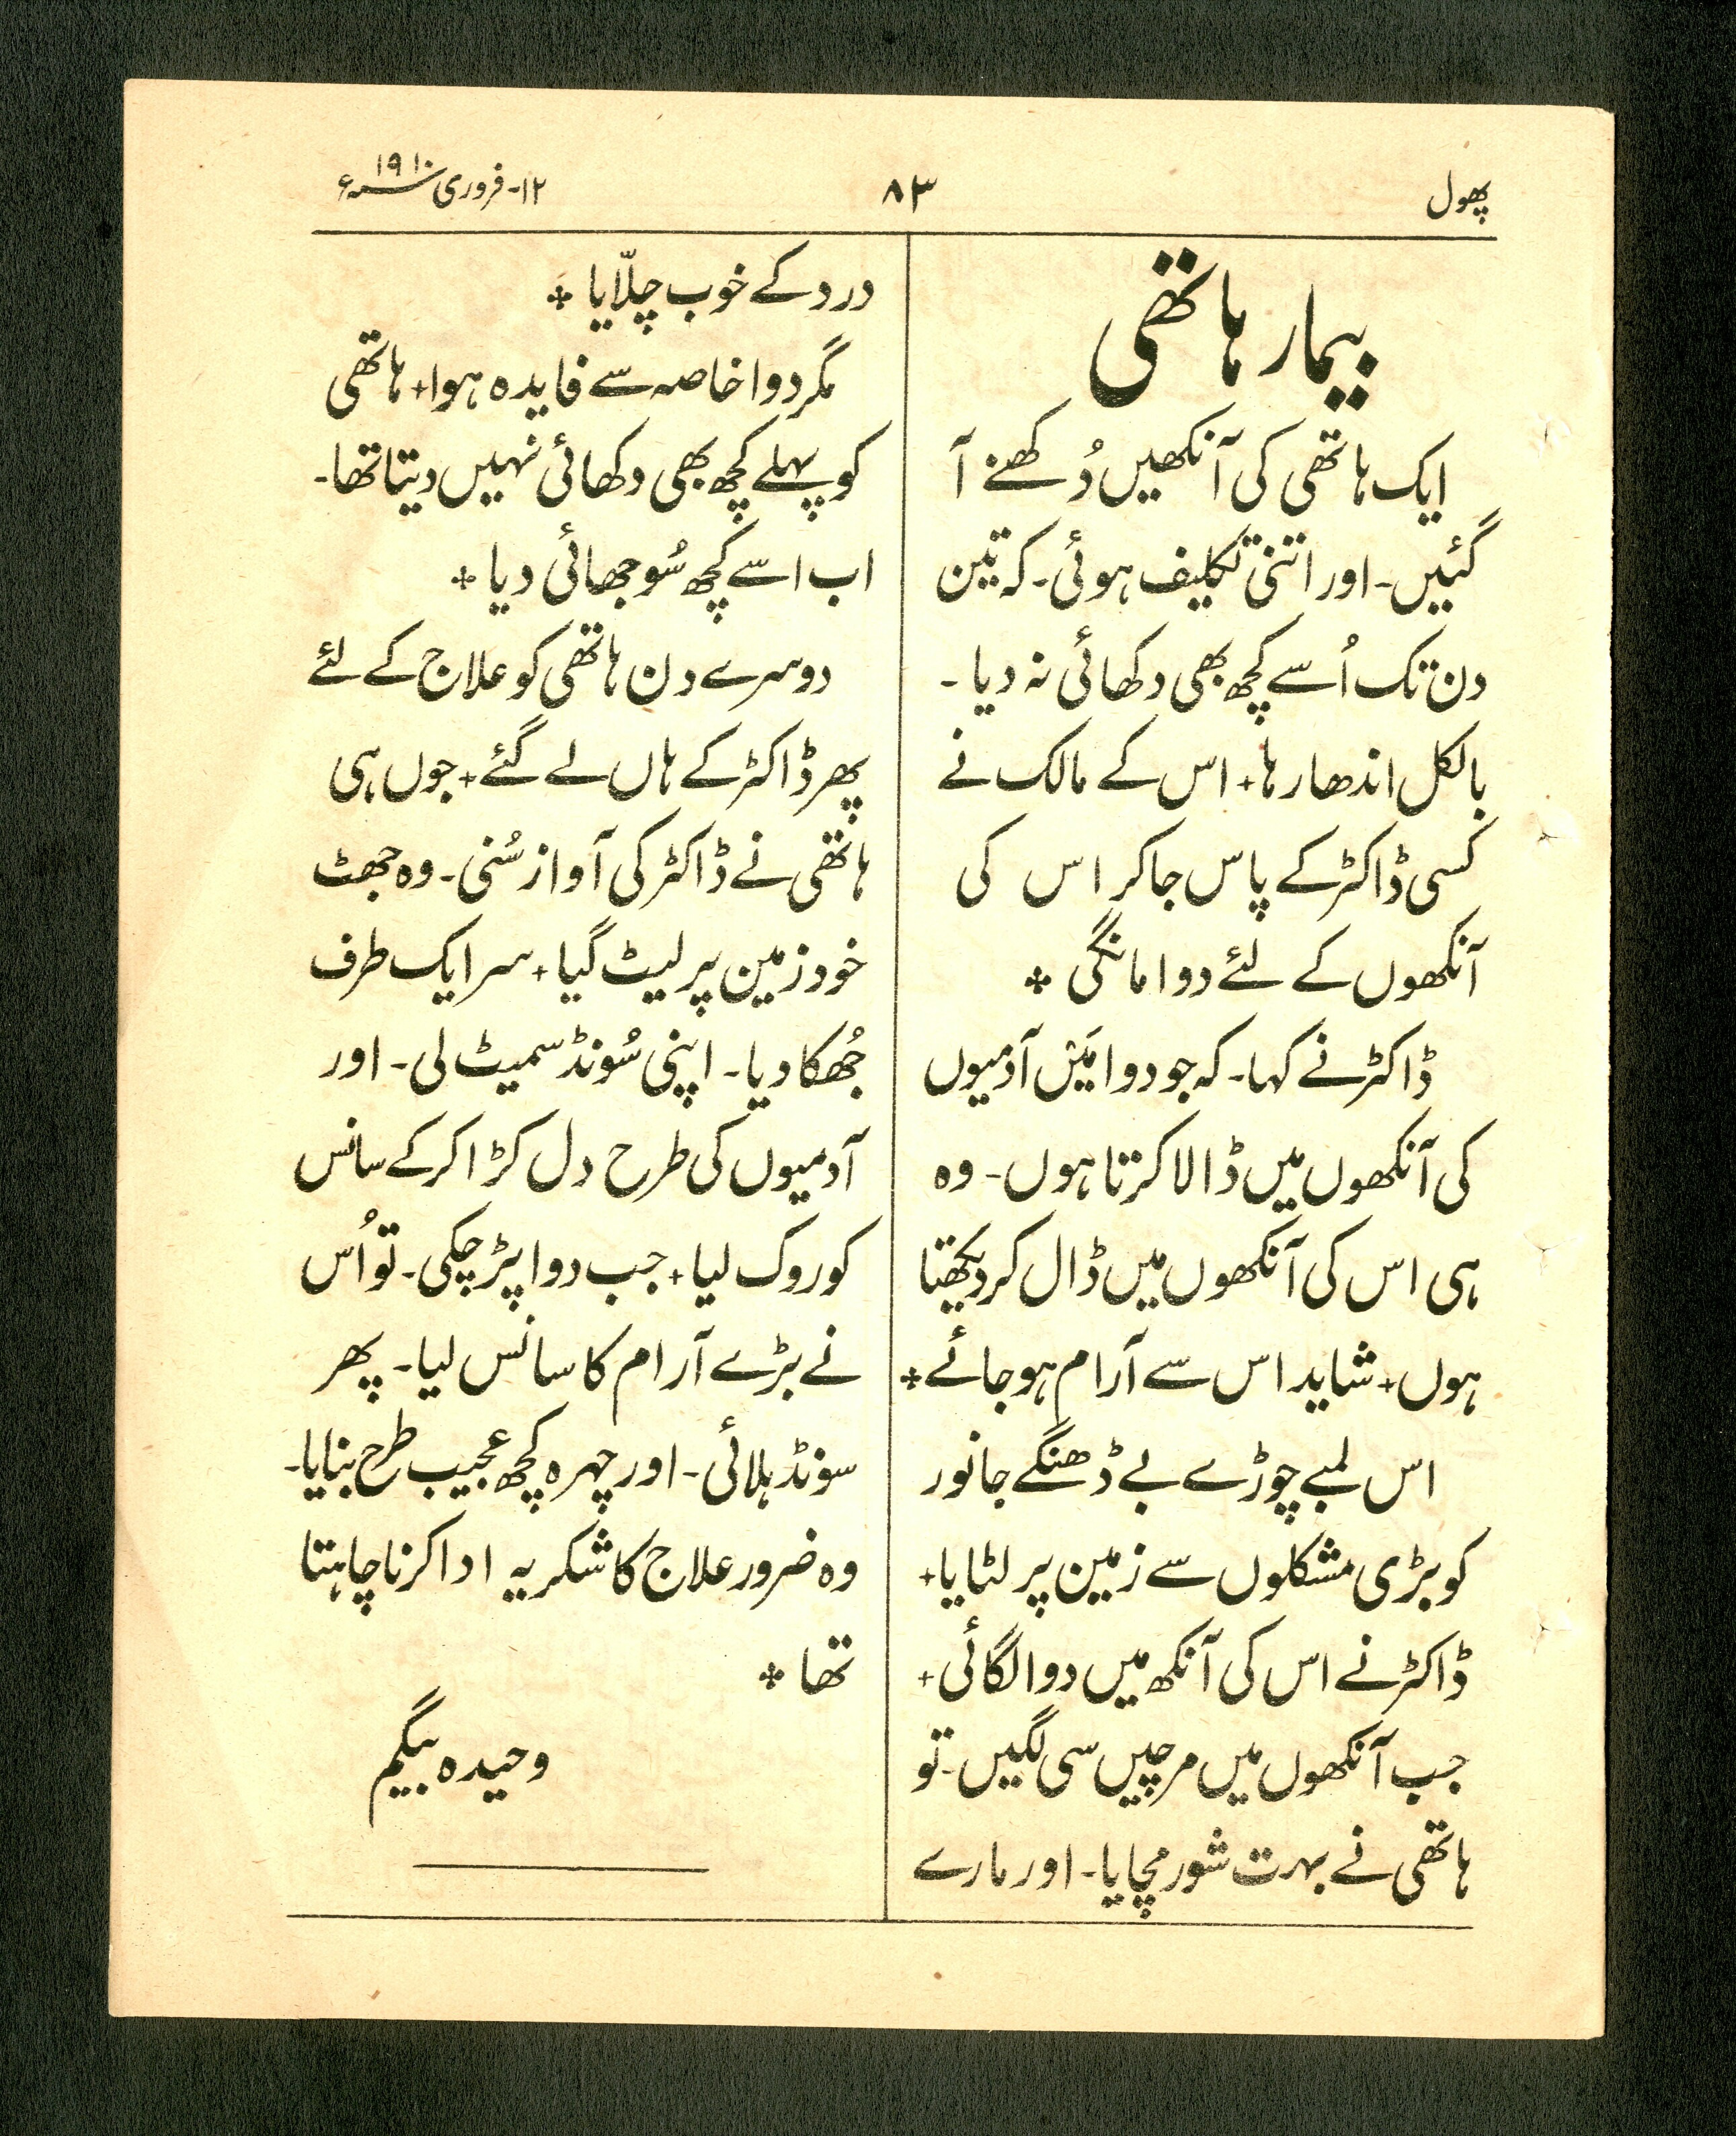 پھول
۸۳
۱۲-فروری ۱۹۱۰ء
بیمار ہاتھی
ایک ہاتھی کی آنکھیں دُکھنے آ
گئیں۔ اور اتنی تکلیف ہوئی۔ کہ تین
دن تک اُسے کچھ بھی دکھائی نہ دیا۔
بالکل اندھا رہا+ اس کے مالک نے
کسی ڈاکٹر کے پاس جاکر اس کی
آنکھوں کے لئے دوا مانگی ✣
ڈاکٹر نے کہا۔ کہ جو دوا مَیں آدمیوں
کی آنکھوں میں ڈالا کرتا ہوں۔ وہ
ہی اس کی آنکھوں میں ڈال کر دیکھتا
ہوں+ شاید اس سے آرام ہو جائے ✣
اس لمبے چوڑے بے ڈھنگے جانور
کو بڑی مشکلوں سے زمین پر لٹایا+
ڈاکٹر نے اس کی آنکھ میں دوا لگائی+
جب آنکھوں میں مرچیں سی لگیں۔ تو
ہاتھی نے بہت شور مچایا۔ اور مارے
درد کے خوب چلّایا ✣
مگر دوا خاصہ سے فایدہ ہوا+ ہاتھی
کو پہلے کچھ بھی دکھائی نہیں دیتا تھا۔
اب اسے کچھ سُوجھائی دیا ✣
دوسرے دن ہاتھی کو علاج کے لئے
پھر ڈاکٹر کے ہاں لے گئے+ جوں ہی
ہاتھی نے ڈاکٹر کی آواز سُنی۔ وہ جھٹ
خود زمین پر لیٹ گیا+ سر ایک طرف
جُھکا دیا۔ اپنی سُونڈ سمیٹ لی۔ اور
آدمیوں کی طرح دل کڑا کرکے سانس
کو روک لیا+ جب دوا پڑ چکی۔ تو اُس
نے بڑے آرام کا سانس لیا۔ پھر
سونڈ ہلائی۔ اور چہرہ کچھ عجیب طرح بنایا۔
وہ ضرور علاج کا شکریہ ادا کرنا چاہتا
تھا ✣
وحیدہ بیگم